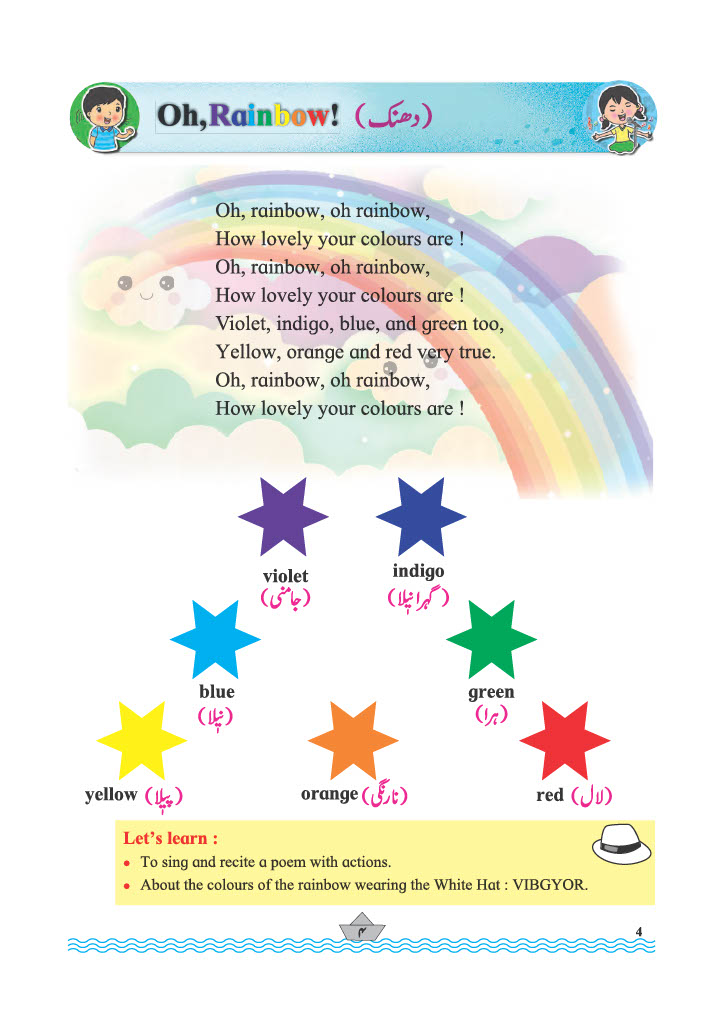 Oh, Rainbow! (دھنک)
Oh, rainbow, oh rainbow,
How lovely your colours are !
Oh, rainbow, oh rainbow,
How lovely your colours are !
Violet, indigo, blue, and green too,
Yellow, orange and red very true.
Oh, rainbow, oh rainbow,
How lovely your colours are !
violet indigo
(جامنی) (گہرا نیلا)
blue green
(نیلا) (ہرا)
yellow (پیلا) orange (نارنگی) red (لال)
Let's learn :
• To sing and recite a poem with actions.
• About the colours of the rainbow wearing the White Hat : VIBGYOR.
۴ 4